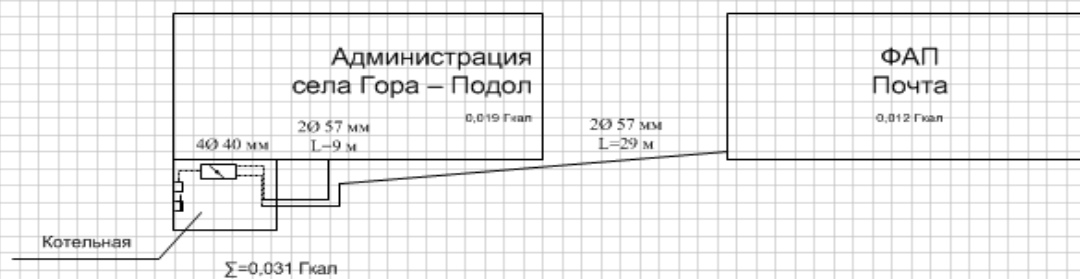 Администрация
села Гора – Подол
0,019 Гкал
ФАП
Почта
0,012 Гкал
2Ø 57 мм
L=9 м
4Ø 40 мм
2Ø 57 мм
L=29 м
Котельная
∑=0,031 Гкал